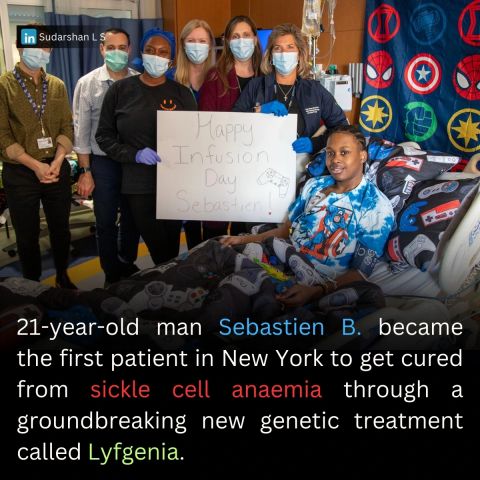 in Sudarshan L S
Happy
Infusion
Day
Sebastien!
21-year-old man Sebastien B. became
the first patient in New York to get cured
from sickle cell anaemia through a
groundbreaking new genetic treatment
called Lyfgenia.